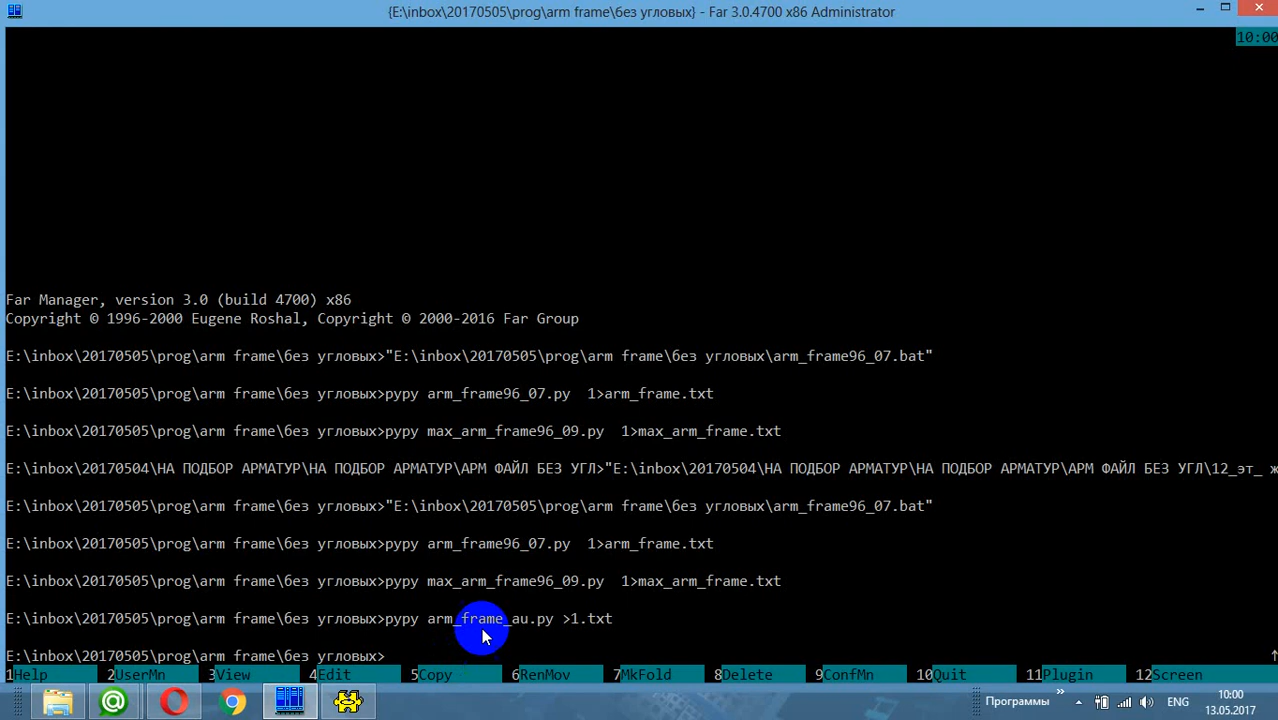 {E:\inbox\20170505\prog\arm frame\без угловых} - Far 3.0.4700 x86 Administrator
10:00
Far Manager, version 3.0 (build 4700) x86
Copyright © 1996-2000 Eugene Roshal, Copyright © 2000-2016 Far Group
E:\inbox\20170505\prog\arm frame\без угловых>"E:\inbox\20170505\prog\arm frame\без угловых\arm_frame96_07.bat"
E:\inbox\20170505\prog\arm frame\без угловых>pypy arm_frame96_07.py  1>arm_frame.txt
E:\inbox\20170505\prog\arm frame\без угловых>pypy max_arm_frame96_09.py  1>max_arm_frame.txt
E:\inbox\20170504\НА ПОДБОР АРМАТУР\НА ПОДБОР АРМАТУР\АРМ ФАЙЛ БЕЗ УГЛ>"E:\inbox\20170504\НА ПОДБОР АРМАТУР\НА ПОДБОР АРМАТУР\АРМ ФАЙЛ БЕЗ УГЛ\12_эт_ ж
E:\inbox\20170505\prog\arm frame\без угловых>"E:\inbox\20170505\prog\arm frame\без угловых\arm_frame96_07.bat"
E:\inbox\20170505\prog\arm frame\без угловых>pypy arm_frame96_07.py  1>arm_frame.txt
E:\inbox\20170505\prog\arm frame\без угловых>pypy max_arm_frame96_09.py  1>max_arm_frame.txt
E:\inbox\20170505\prog\arm frame\без угловых>pypy arm_frame_au.py >1.txt
E:\inbox\20170505\prog\arm frame\без угловых>
1Help 2UserMn 3View 4Edit 5Copy 6RenMov 7MkFold 8Delete 9ConfMn 10Quit 11Plugin 12Screen
Программы ENG 10:00
13.05.2017